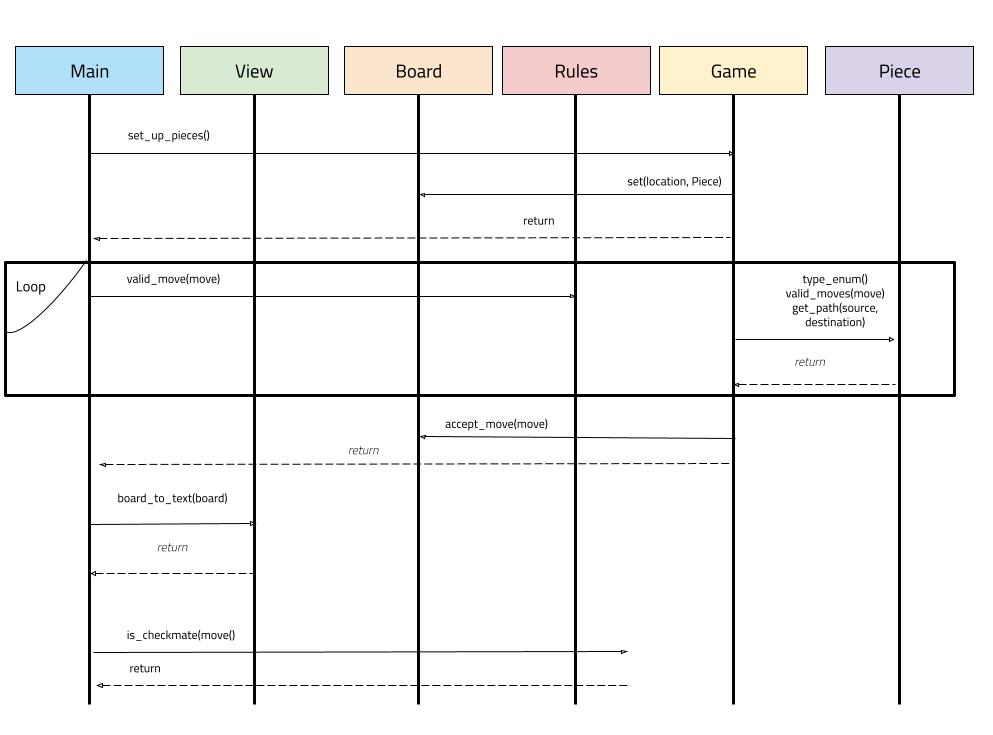 Main
View
Board
Rules
Game
Piece
set_up_pieces()
set(location, Piece)
return
Loop
valid_move(move)
type_enum()
valid_moves(move)
get_path(source,
destination)
return
accept_move(move)
return
board_to_text(board)
return
is_checkmate(move()
return